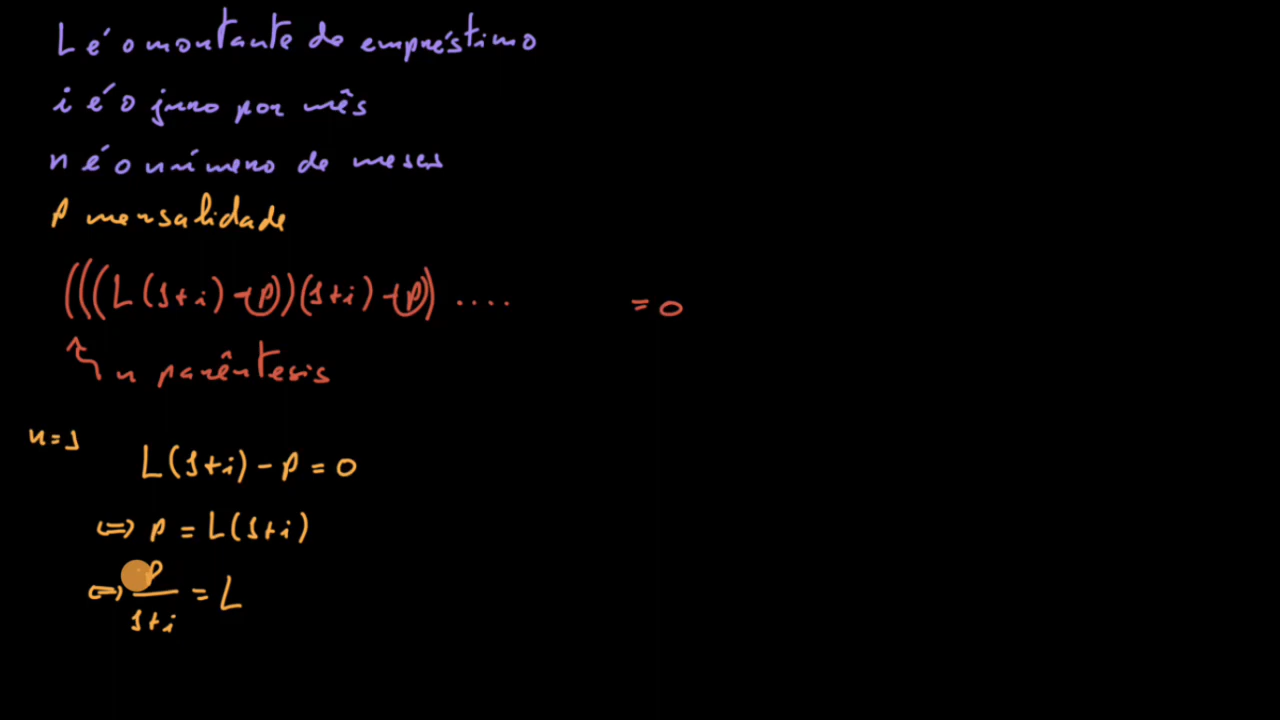 L é o montante do empréstimo
i é o juro por mês
n é o número de meses
P mensalidade
(((L(1+i)-P))(1+i)-P) .... = 0
n parêntesis
n=1
L(1+i) - P = 0
⇔ P = L(1+i)
⇔ P/1+i = L